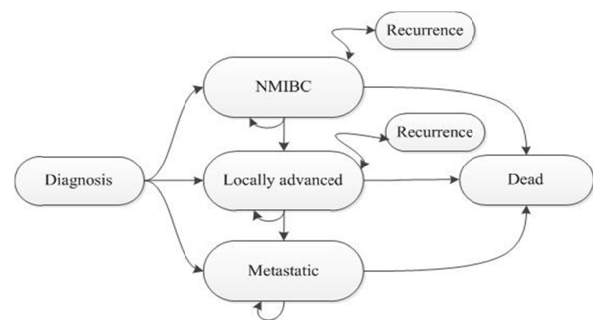 Recurrence
NMIBC
Recurrence
Diagnosis
Locally advanced
Dead
Metastatic